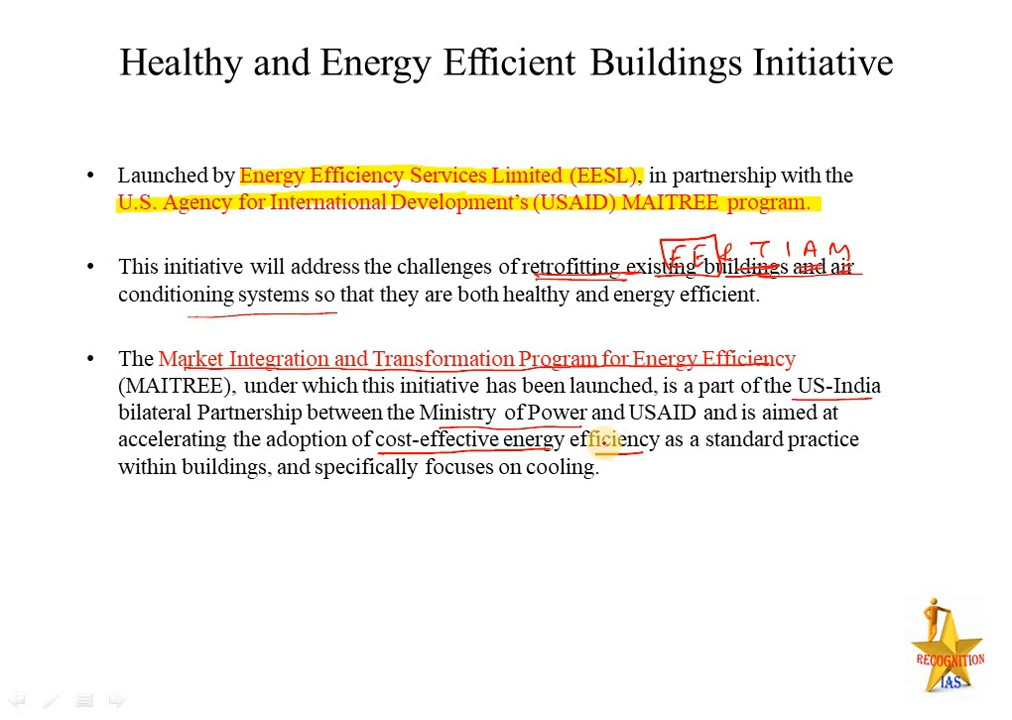 Healthy and Energy Efficient Buildings Initiative
• Launched by Energy Efficiency Services Limited (EESL), in partnership with the
U.S. Agency for International Development's (USAID) MAITREE program.
EER TIAM
• This initiative will address the challenges of retrofitting existing buildings and air
conditioning systems so that they are both healthy and energy efficient.
• The Market Integration and Transformation Program for Energy Efficiency
(MAITREE), under which this initiative has been launched, is a part of the US-India
bilateral Partnership between the Ministry of Power and USAID and is aimed at
accelerating the adoption of cost-effective energy efficiency as a standard practice
within buildings, and specifically focuses on cooling.
RECOGNITION
IAS